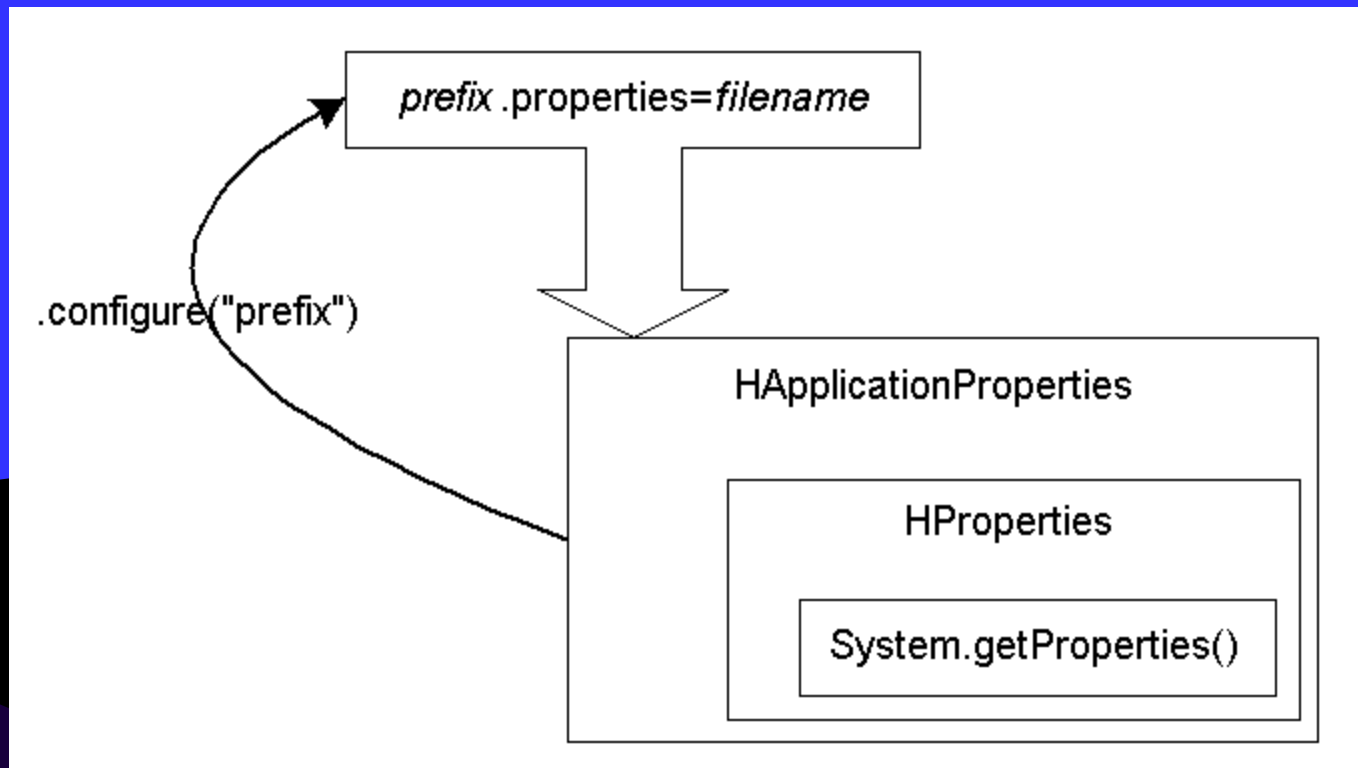 prefix .properties=filename
.configure("prefix")
HApplicationProperties
HProperties
System.getProperties()